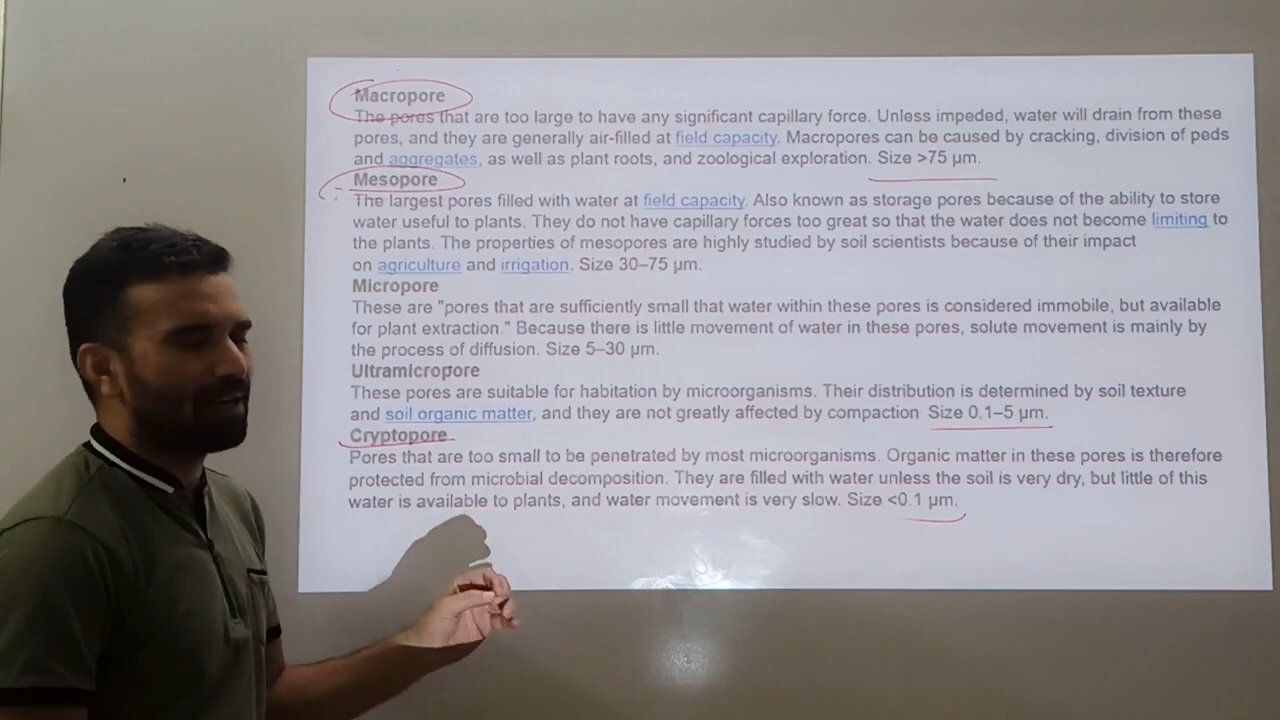 Macropore
The pores that are too large to have any significant capillary force. Unless impeded, water will drain from these
pores, and they are generally air-filled at field capacity. Macropores can be caused by cracking, division of peds
and aggregates, as well as plant roots, and zoological exploration. Size >75 μm.
Mesopore
The largest pores filled with water at field capacity. Also known as storage pores because of the ability to store
water useful to plants. They do not have capillary forces too great so that the water does not become limiting to
the plants. The properties of mesopores are highly studied by soil scientists because of their impact
on agriculture and irrigation. Size 30–75 μm.
Micropore
These are "pores that are sufficiently small that water within these pores is considered immobile, but available
for plant extraction." Because there is little movement of water in these pores, solute movement is mainly by
the process of diffusion. Size 5–30 μm.
Ultramicropore
These pores are suitable for habitation by microorganisms. Their distribution is determined by soil texture
and soil organic matter, and they are not greatly affected by compaction Size 0.1–5 μm.
Cryptopore
Pores that are too small to be penetrated by most microorganisms. Organic matter in these pores is therefore
protected from microbial decomposition. They are filled with water unless the soil is very dry, but little of this
water is available to plants, and water movement is very slow. Size <0.1 μm.